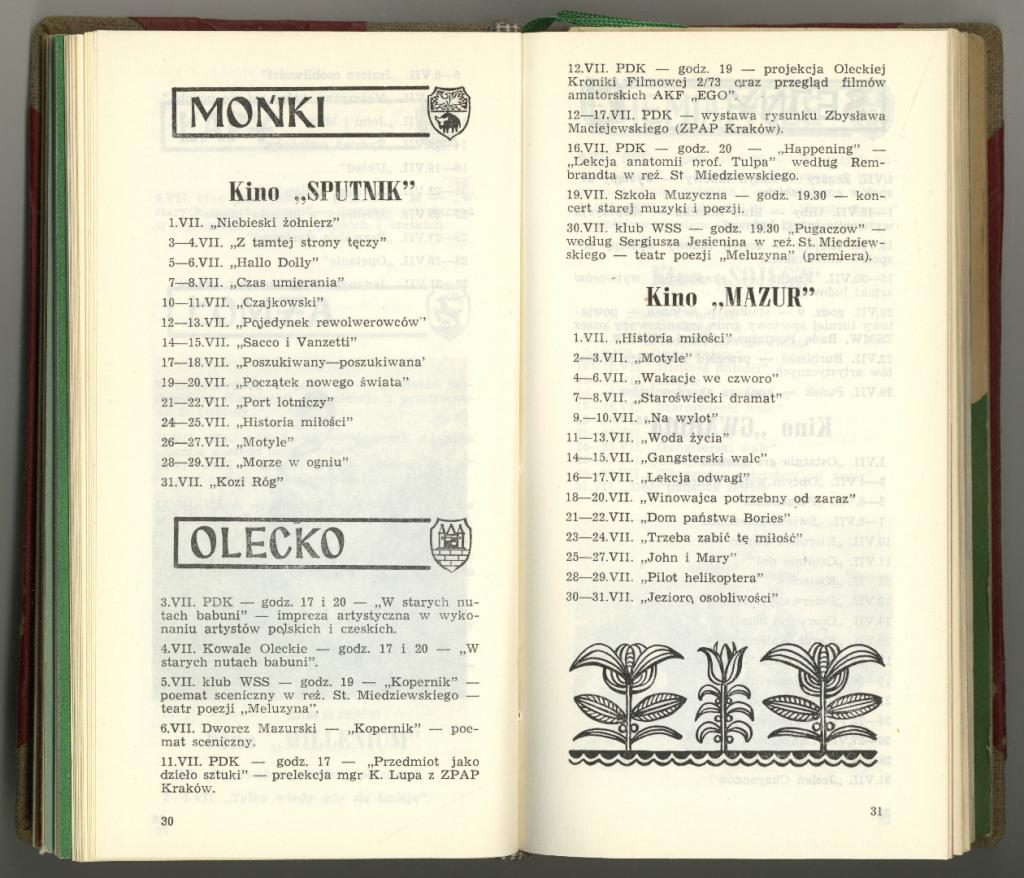 MOŃKI
Kino „SPUTNIK”
1.VII. „Niebieski żołnierz”
3—4.VII. „Z tamtej strony tęczy”
5—6.VII. „Hallo Dolly”
7—8.VII. „Czas umierania”
10—11.VII. „Czajkowski”
12—13.VII. „Pojedynek rewolwerowców”
14—15.VII. „Sacco i Vanzetti”
17—18.VII. „Poszukiwany—poszukiwana’
19—20.VII. „Początek nowego świata”
21—22.VII. „Port lotniczy”
24—25.VII. „Historia miłości”
26—27.VII. „Motyle”
28—29.VII. „Morze w ogniu”
31.VII. „Kozi Róg”
OLECKO
3.VII. PDK — godz. 17 i 20 — „W starych nu-
tach babuni” — impreza artystyczna w wyko-
naniu artystów polskich i czeskich.
4.VII. Kowale Oleckie — godz. 17 i 20 — „W
starych nutach babuni”.
5.VII. klub WSS — godz. 19 — „Kopernik” —
poemat sceniczny w reż. St. Miedziewskiego —
teatr poezji „Meluzyna”.
6.VII. Dworez Mazurski — „Kopernik” — poe-
mat sceniczny.
11.VII. PDK — godz. 17 — „Przedmiot jako
dzieło sztuki” — prelekcja mgr K. Lupa z ZPAP
Kraków.
30
12.VII. PDK — godz. 19 — projekcja Oleckiej
Kroniki Filmowej 2/73 oraz przegląd filmów
amatorskich AKF „EGO”.
12—17.VII. PDK — wystawa rysunku Zbysława
Maciejewskiego (ZPAP Kraków).
16.VII. PDK — godz. 20 — „Happening” —
„Lekcja anatomii prof. Tulpa” według Rem-
brandta w reż. St Miedziewskiego.
19.VII. Szkoła Muzyczna — godz. 19.30 — kon-
cert starej muzyki i poezji.
30.VII. klub WSS — godz. 19.30 „Pugaczow” —
według Sergiusza Jesienina w reż. St. Miedziew-
skiego — teatr poezji „Meluzyna” (premiera).
Kino „MAZUR”
1.VII. „Historia miłości”
2—3.VII. „Motyle”
4—6.VII. „Wakacje we czworo”
7—8.VII. „Staroświecki dramat”
9.—10.VII. „Na wylot”
11—13.VII. „Woda życia”
14—15.VII. „Gangsterski walc”
16—17.VII. „Lekcja odwagi”
18—20.VII. „Winowajca potrzebny od zaraz”
21—22.VII. „Dom państwa Bories”
23—24.VII. „Trzeba zabić tę miłość”
25—27.VII. „John i Mary”
28—29.VII. „Pilot helikoptera”
30—31.VII. „Jezioro osobliwości”
31